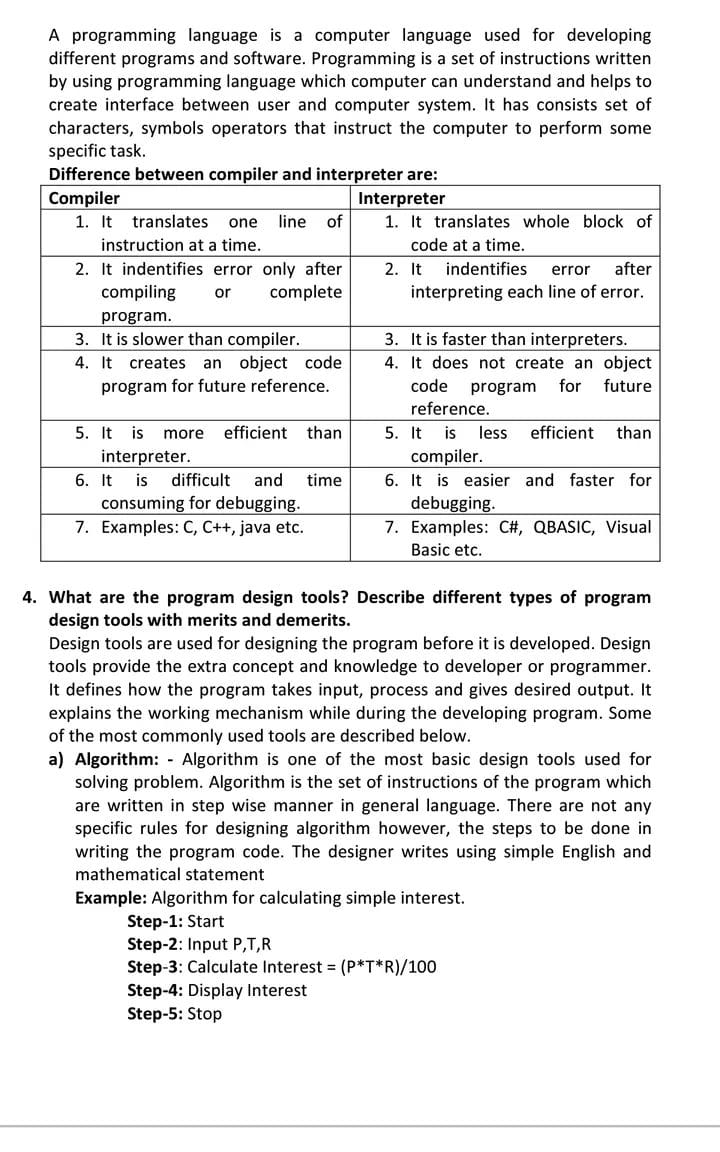 A programming language is a computer language used for developing
different programs and software. Programming is a set of instructions written
by using programming language which computer can understand and helps to
create interface between user and computer system. It has consists set of
characters, symbols operators that instruct the computer to perform some
specific task.
Difference between compiler and interpreter are:
Compiler
Interpreter
1. It translates one line of
instruction at a time.
1. It translates whole block of
code at a time.
2. It indentifies error only after
compiling or complete
program.
2. It indentifies error after
interpreting each line of error.
3. It is slower than compiler.
3. It is faster than interpreters.
4. It creates an object code
program for future reference.
4. It does not create an object
code program for future
reference.
5. It is more efficient than
interpreter.
5. It is less efficient than
compiler.
6. It is difficult and time
consuming for debugging.
6. It is easier and faster for
debugging.
7. Examples: C, C++, java etc.
7. Examples: C#, QBASIC, Visual
Basic etc.
4. What are the program design tools? Describe different types of program
design tools with merits and demerits.
Design tools are used for designing the program before it is developed. Design
tools provide the extra concept and knowledge to developer or programmer.
It defines how the program takes input, process and gives desired output. It
explains the working mechanism while during the developing program. Some
of the most commonly used tools are described below.
a) Algorithm: - Algorithm is one of the most basic design tools used for
solving problem. Algorithm is the set of instructions of the program which
are written in step wise manner in general language. There are not any
specific rules for designing algorithm however, the steps to be done in
writing the program code. The designer writes using simple English and
mathematical statement
Example: Algorithm for calculating simple interest.
Step-1: Start
Step-2: Input P,T,R
Step-3: Calculate Interest = (P*T*R)/100
Step-4: Display Interest
Step-5: Stop